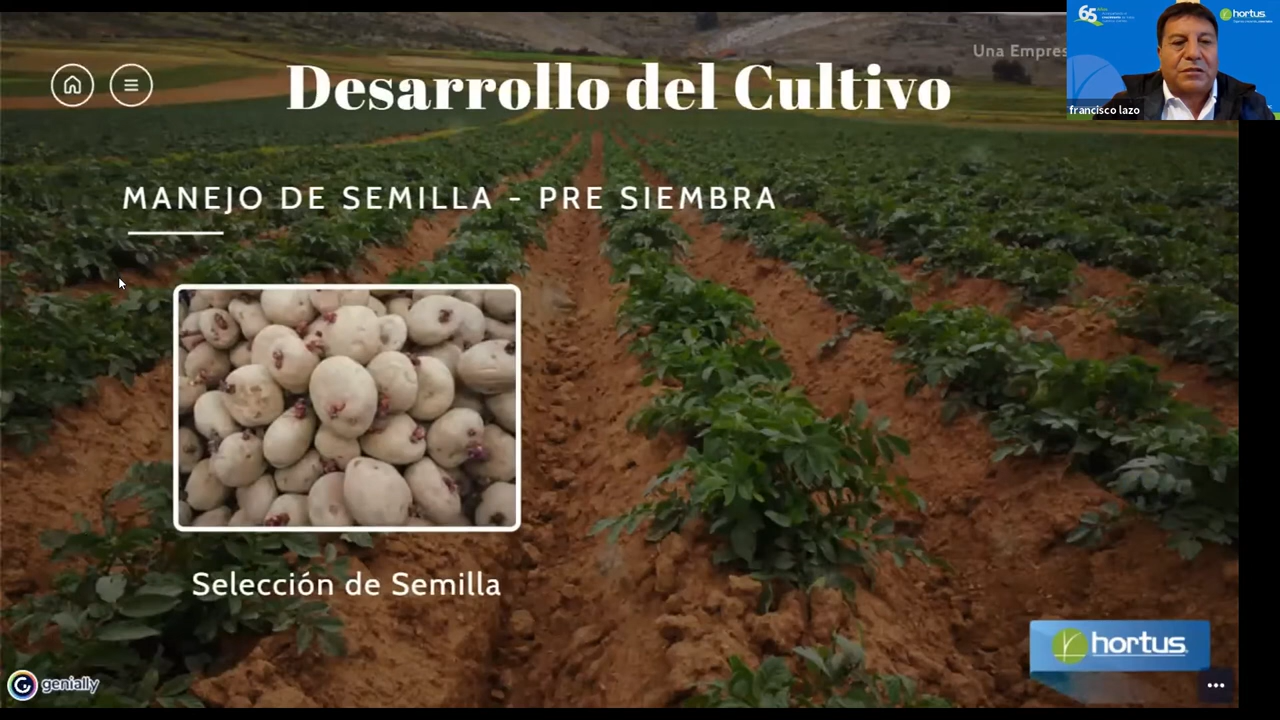 65 Años
hortus
Una Empres
francisco lazo
Desarrollo del Cultivo
MANEJO DE SEMILLA - PRE SIEMBRA
Selección de Semilla
hortus
genially